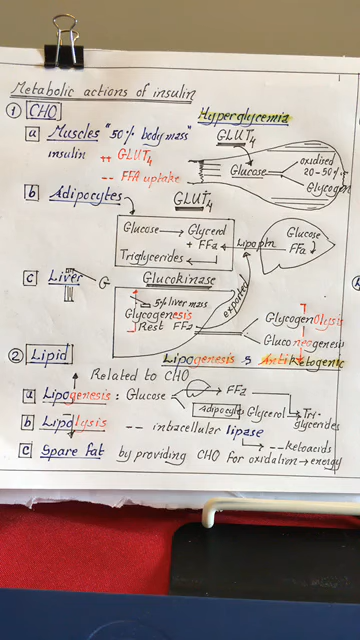 Metabolic actions of insulin
① CHO
Hyperglycemia
a Muscles "50% body mass"
GLUT4
insulin ++ GLUT4
-- FFA uptake
Glucose
oxidised
20-50%
Glycogen
b Adipocytes
GLUT4
Glucose → Glycerol
+ FFa ← Lipoptn
Triglycerides
Glucose
FFa
c Liver
G
Glucokinase
exported
5% liver mass
Glycogenesis
Rest FFa
GlycogenOlysis
Gluconeogenesis
② Lipid
Lipogenesis & Antiketogenic
Related to CHO
a Lipogenesis : Glucose → FF2
Adipocyte Glycerol → Tri-
glycerides
b Lipolysis -- intracellular lipase
→ -- ketoacids
c Spare fat by providing CHO for oxidation → energy